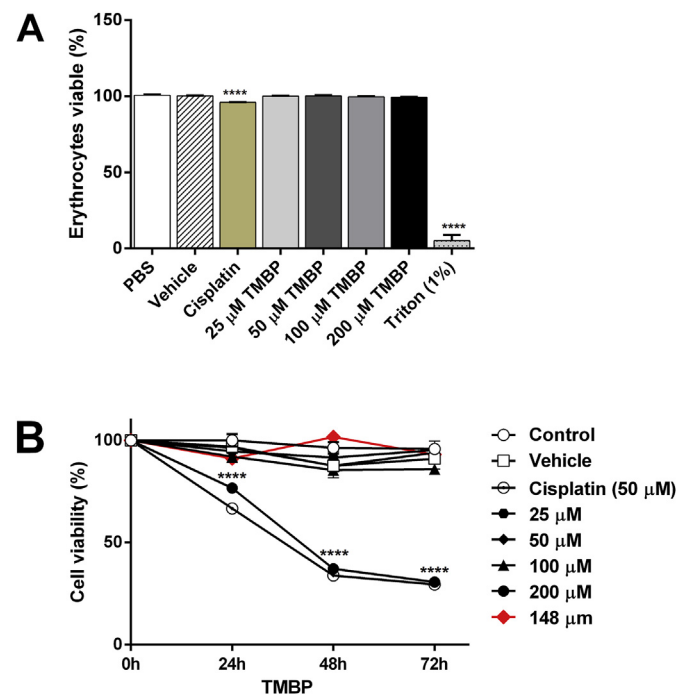 A
Erythrocytes viable (%)
150
100
50
0
****
****
PBS
Vehicle
Cisplatin
25 μM TMBP
50 μM TMBP
100 μM TMBP
200 μM TMBP
Triton (1%)
B
Cell viability (%)
100
50
0
****
****
****
0h
24h
48h
72h
TMBP
Control
Vehicle
Cisplatin (50 μM)
25 μM
50 μM
100 μM
200 μM
148 μm